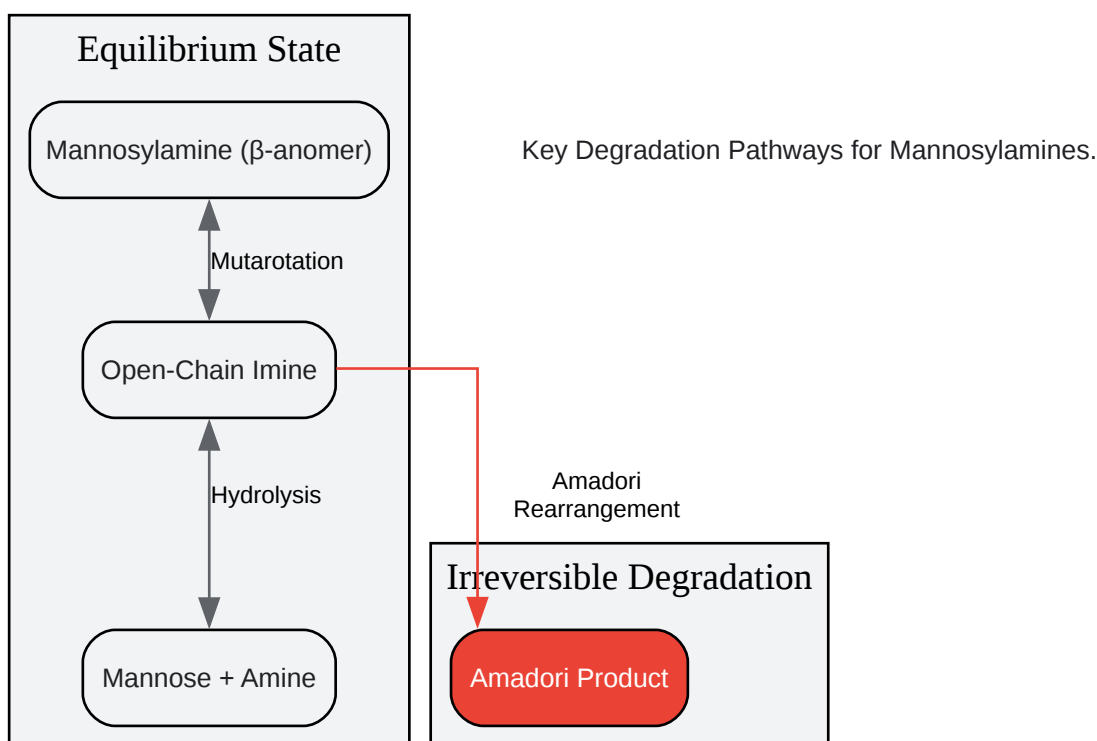 Equilibrium State
Mannosylamine (β-anomer)
Key Degradation Pathways for Mannosylamines.
Mutarotation
Open-Chain Imine
Hydrolysis
Amadori
Rearrangement
Irreversible Degradation
Mannose + Amine
Amadori Product